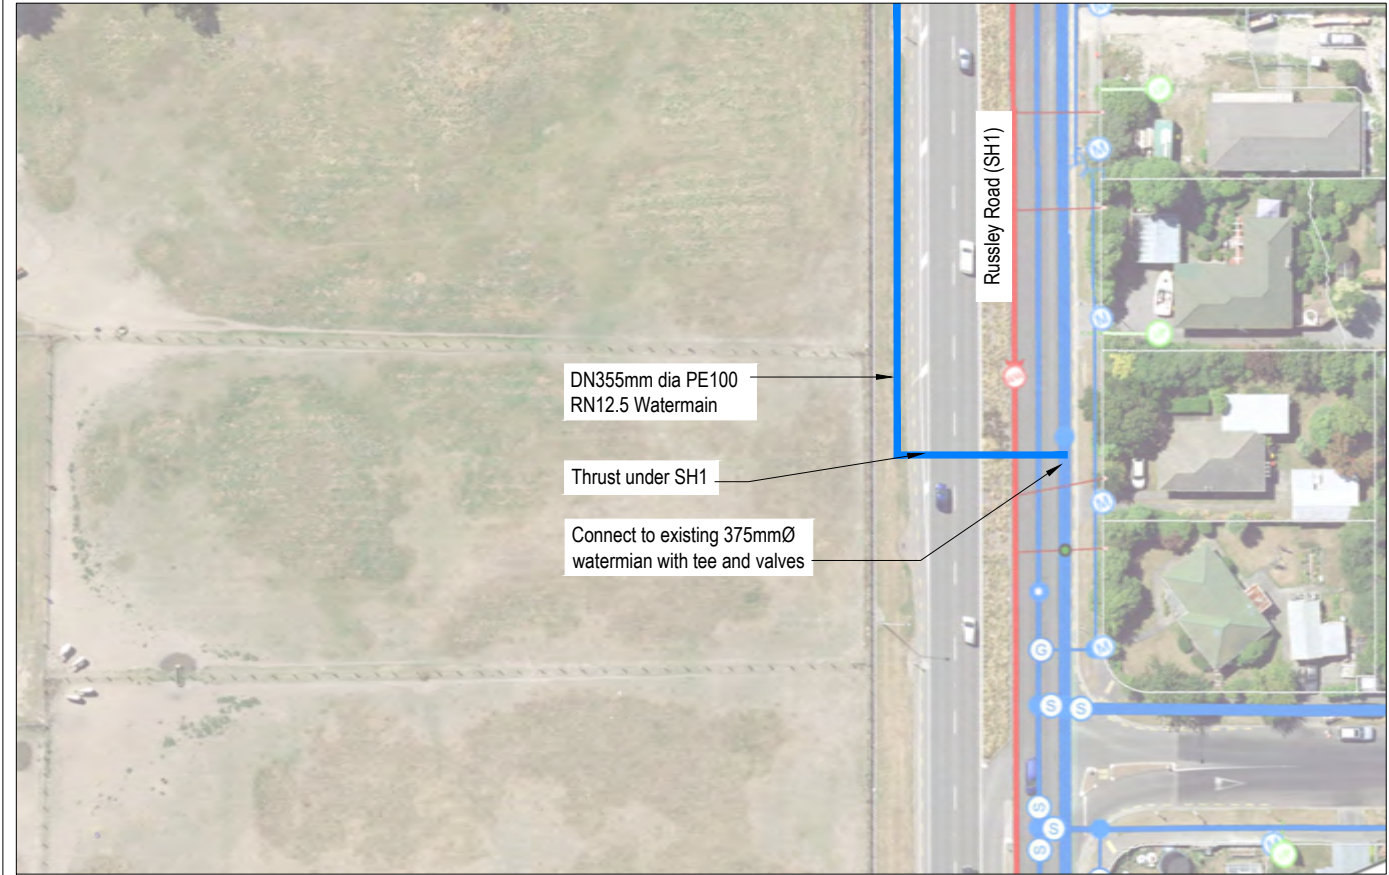 Russley Road (SH1)
DN355mm dia PE100
RN12.5 Watermain
Thrust under SH1
Connect to existing 375mmØ
watermian with tee and valves
M
M
M
M
M
G
S
S
S
S
S